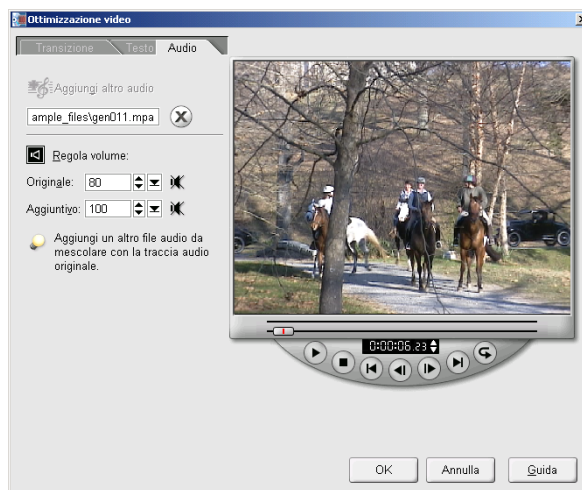 Ottimizzazione video
Transizione Testo Audio
Aggiungi altro audio
ample_files\gen011.mpa
Regola volume:
Originale: 80
Aggiuntivo: 100
Aggiungi un altro file audio da
mescolare con la traccia audio
originale.
0:00:06.23
OK Annulla Guida